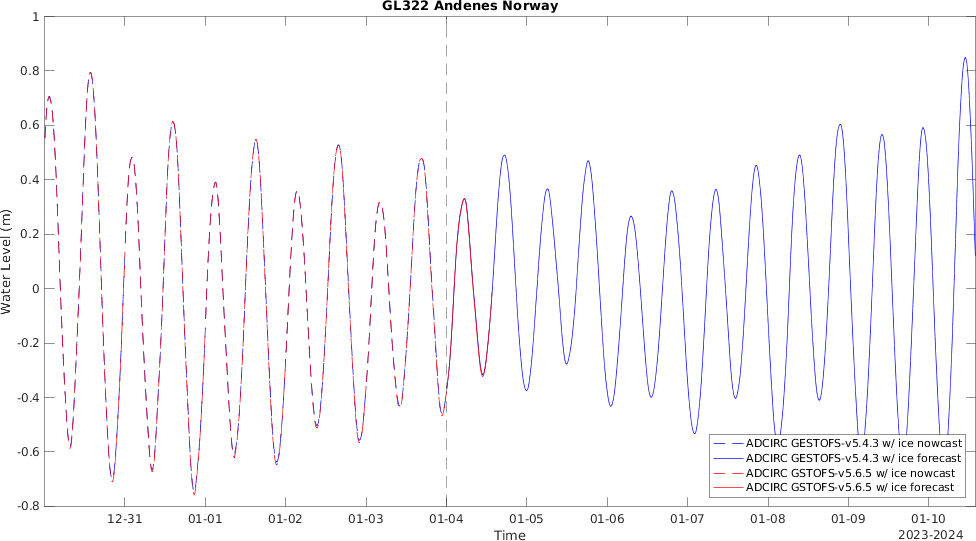 GL322 Andenes Norway
1
0.8
0.6
0.4
0.2
0
-0.2
-0.4
-0.6
-0.8
Water Level (m)
ADCIRC GESTOFS-v5.4.3 w/ ice nowcast
ADCIRC GESTOFS-v5.4.3 w/ ice forecast
ADCIRC GSTOFS-v5.6.5 w/ ice nowcast
ADCIRC GSTOFS-v5.6.5 w/ ice forecast
12-31 01-01 01-02 01-03 01-04 01-05 01-06 01-07 01-08 01-09 01-10
Time
2023-2024